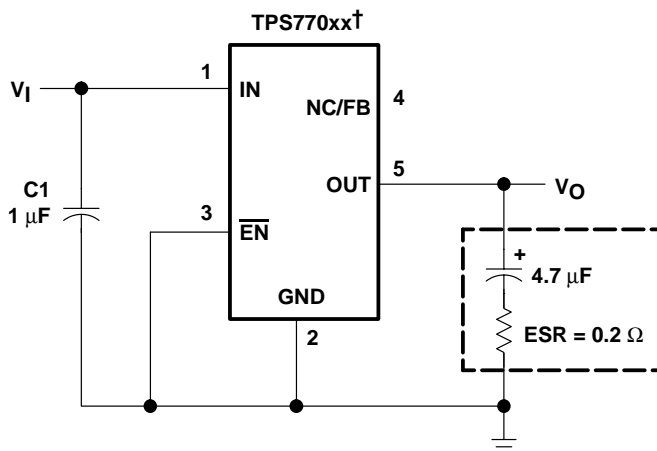 TPS770xx†
1
V_I
IN
4
NC/FB
5
OUT
V_O
C1
1 µF
3
E̅N̅
+
4.7 µF
GND
2
ESR = 0.2 Ω